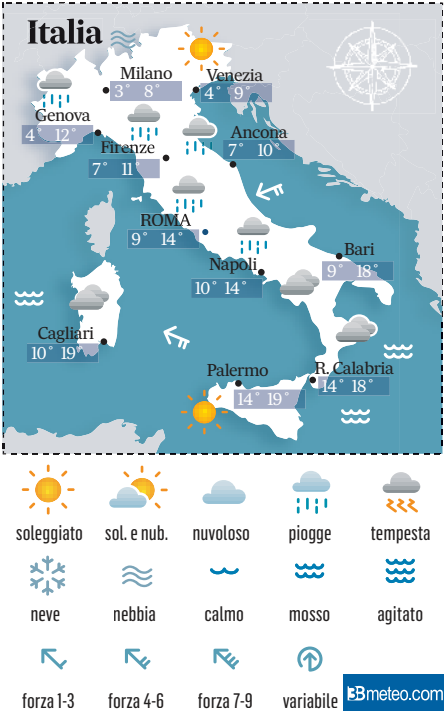 Italia
Milano
3° 8°
Venezia
4° 9°
Genova
4° 12°
Firenze
7° 11°
Ancona
7° 10°
ROMA
9° 14°
Napoli
10° 14°
Bari
9° 18°
Cagliari
10° 19°
Palermo
14° 19°
R. Calabria
14° 18°
soleggiato sol. e nub. nuvoloso piogge tempesta
neve nebbia calmo mosso agitato
forza 1-3 forza 4-6 forza 7-9 variabile
3Bmeteo.com